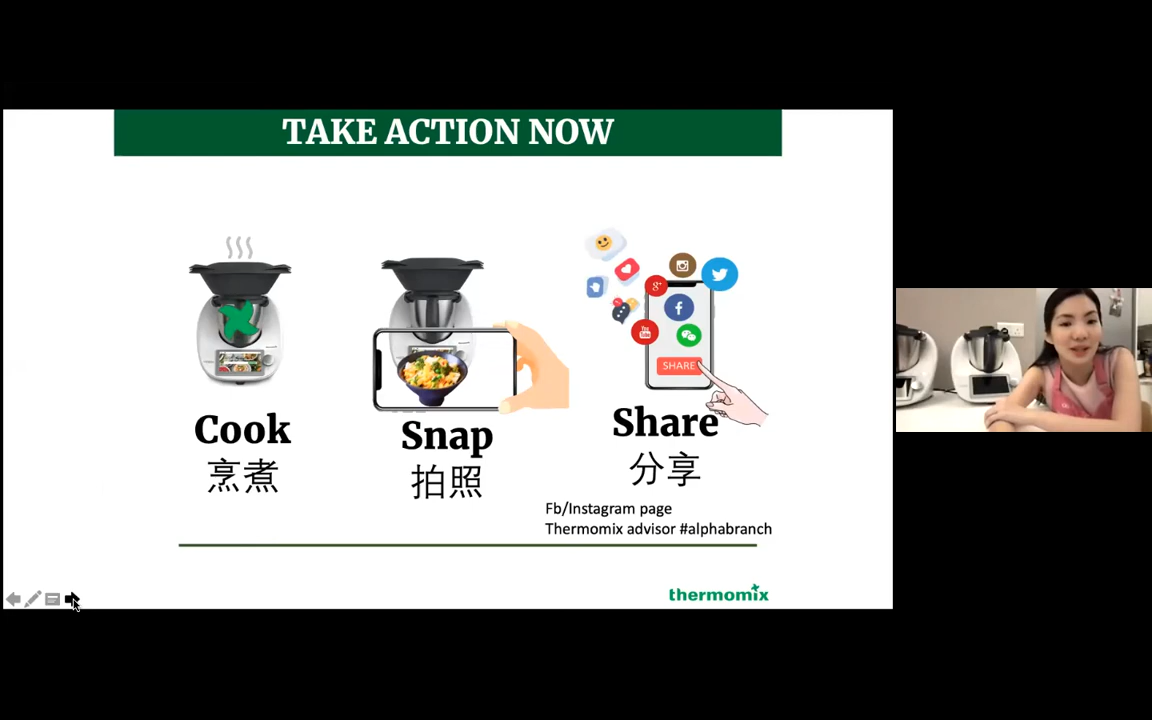 TAKE ACTION NOW
SHARE
Cook
烹煮
Snap
拍照
Share
分享
Fb/Instagram page
Thermomix advisor #alphabranch
thermomix